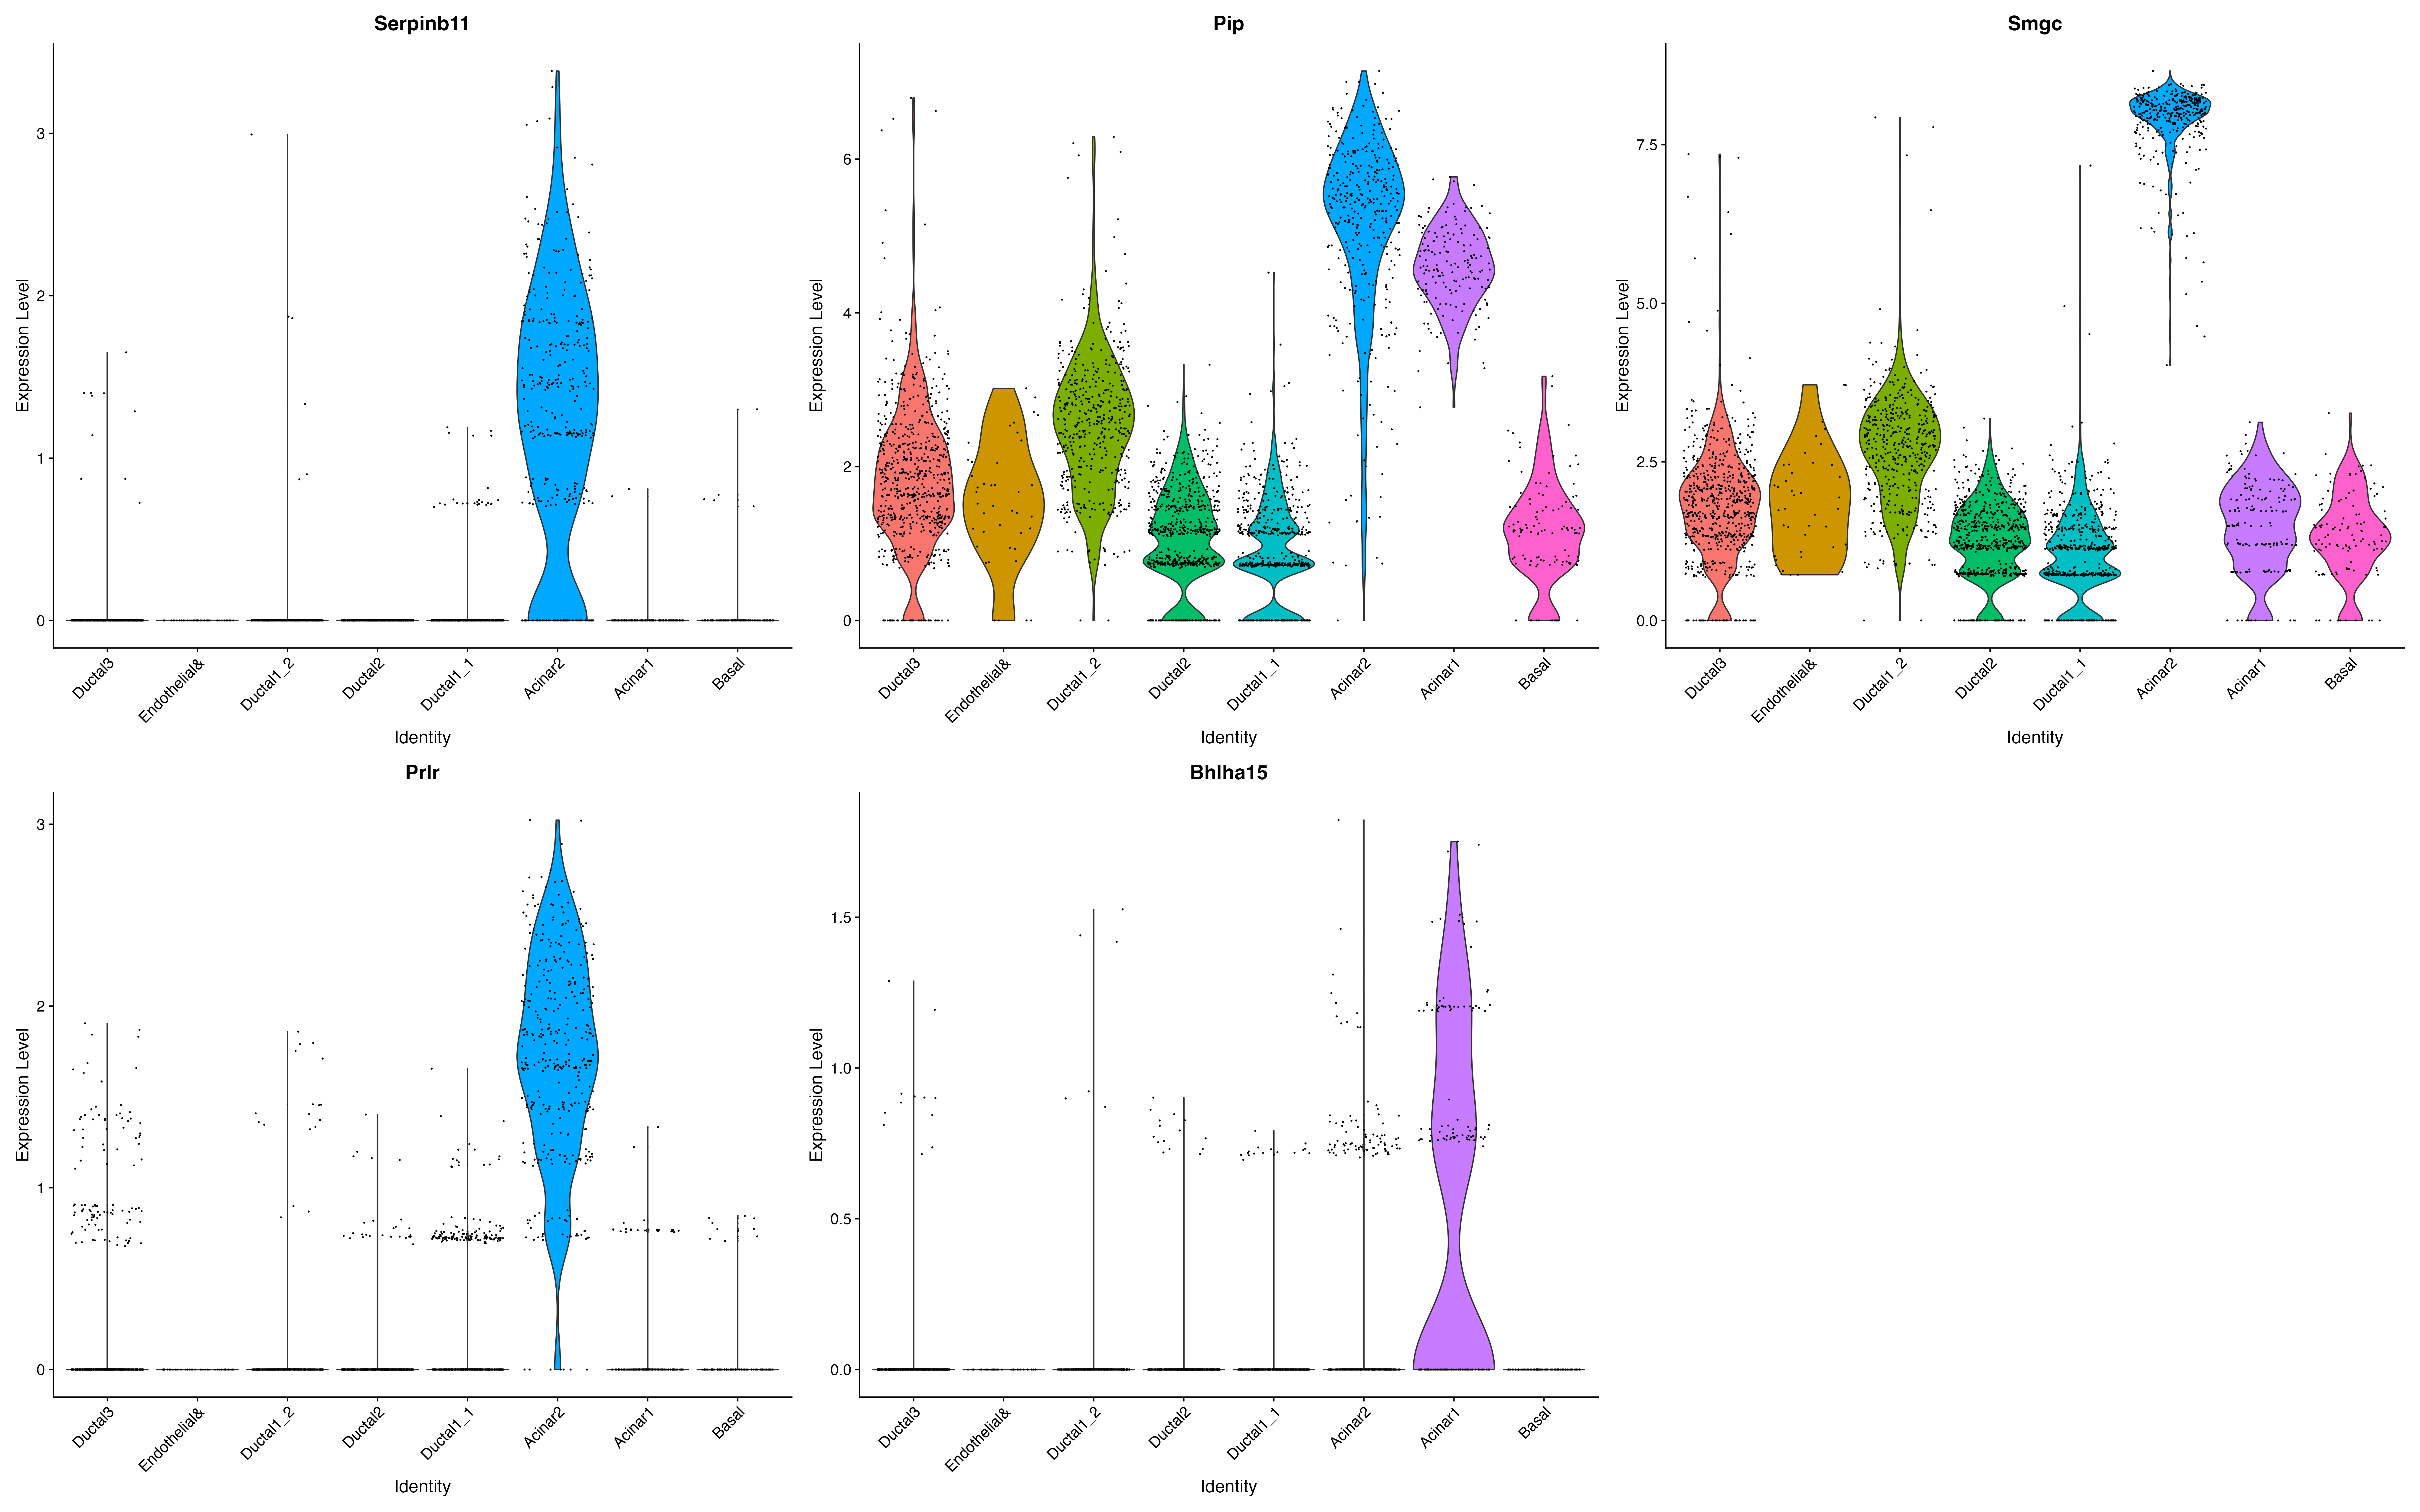 Serpinb11
Expression Level
3
2
1
0
Ductal3
Endothelial&
Ductal1_2
Ductal2
Ductal1_1
Acinar2
Acinar1
Basal
Identity
Pip
Expression Level
6
4
2
0
Ductal3
Endothelial&
Ductal1_2
Ductal2
Ductal1_1
Acinar2
Acinar1
Basal
Identity
Smgc
Expression Level
7.5
5.0
2.5
0.0
Ductal3
Endothelial&
Ductal1_2
Ductal2
Ductal1_1
Acinar2
Acinar1
Basal
Identity
Prlr
Expression Level
3
2
1
0
Ductal3
Endothelial&
Ductal1_2
Ductal2
Ductal1_1
Acinar2
Acinar1
Basal
Identity
Bhlha15
Expression Level
1.5
1.0
0.5
0.0
Ductal3
Endothelial&
Ductal1_2
Ductal2
Ductal1_1
Acinar2
Acinar1
Basal
Identity